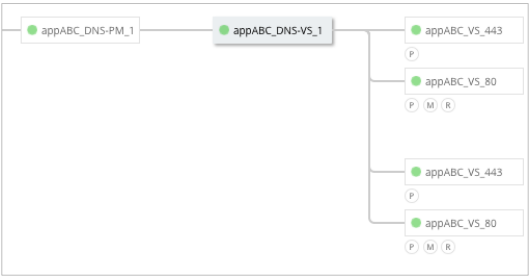 appABC_DNS-PM_1
appABC_DNS-VS_1
appABC_VS_443
P
appABC_VS_80
P M R
appABC_VS_443
P
appABC_VS_80
P M R